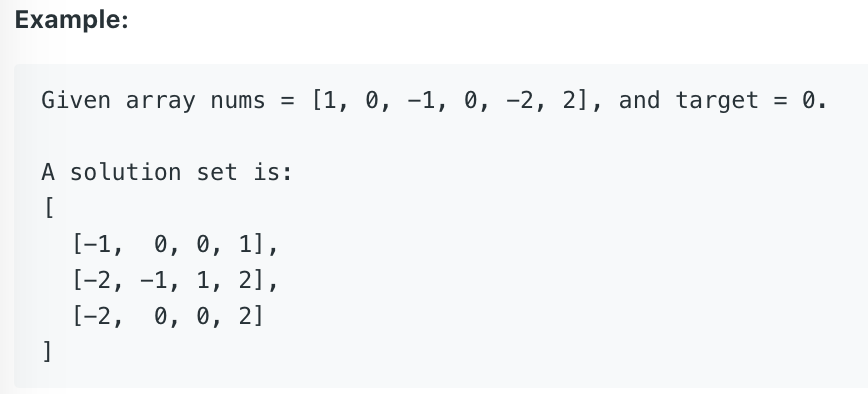 Example:
Given array nums = [1, 0, −1, 0, −2, 2], and target = 0.
A solution set is:
[
[−1,  0, 0, 1],
[−2, −1, 1, 2],
[−2,  0, 0, 2]
]